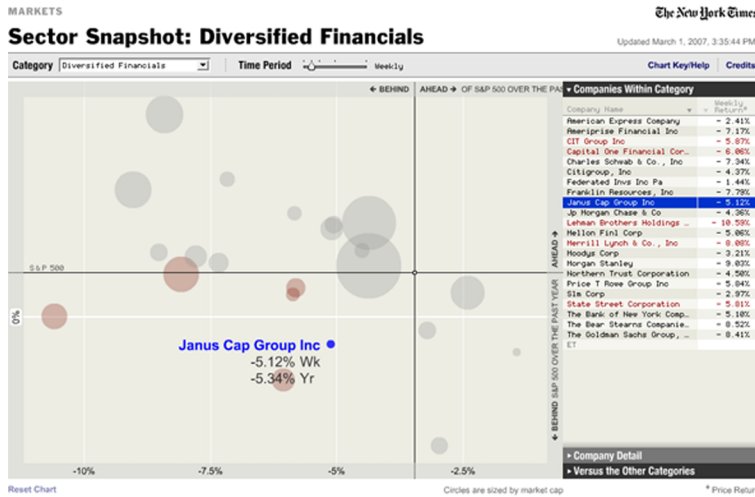 MARKETS
The New York Times
Sector Snapshot: Diversified Financials
Updated March 1, 2007, 3:35:44 PM
Category Diversified Financials Time Period Weekly Chart Key/Help Credits
← BEHIND AHEAD → OF S&P 500 OVER THE PAS
Companies Within Category
Company Name Weekly Return*
American Express Company - 2.41%
Ameriprise Financial Inc - 7.17%
CIT Group Inc - 5.87%
Capital One Financial Cor... - 6.06%
Charles Schwab & Co., Inc - 7.34%
Citigroup, Inc - 4.37%
Federated Invs Inc Pa - 1.44%
Franklin Resources, Inc - 7.79%
Janus Cap Group Inc - 5.12%
Jp Morgan Chase & Co - 4.36%
Lehman Brothers Holdings ... - 10.59%
Mellon Finl Corp - 5.06%
Merrill Lynch & Co., Inc - 8.08%
Moodys Corp - 3.21%
Morgan Stanley - 9.03%
Northern Trust Corporation - 4.50%
Price T Rowe Group Inc - 5.84%
Slm Corp - 2.97%
State Street Corporation - 5.81%
The Bank of New York Comp... - 5.10%
The Bear Stearns Companie... - 8.52%
The Goldman Sachs Group, ... - 8.41%
ET
S&P 500
AHEAD →
← BEHIND S&P 500 OVER THE PAST YEAR
0%
Janus Cap Group Inc
-5.12% Wk
-5.34% Yr
Company Detail
Versus the Other Categories
-10% -7.5% -5% -2.5%
Reset Chart Circles are sized by market cap * Price Retur